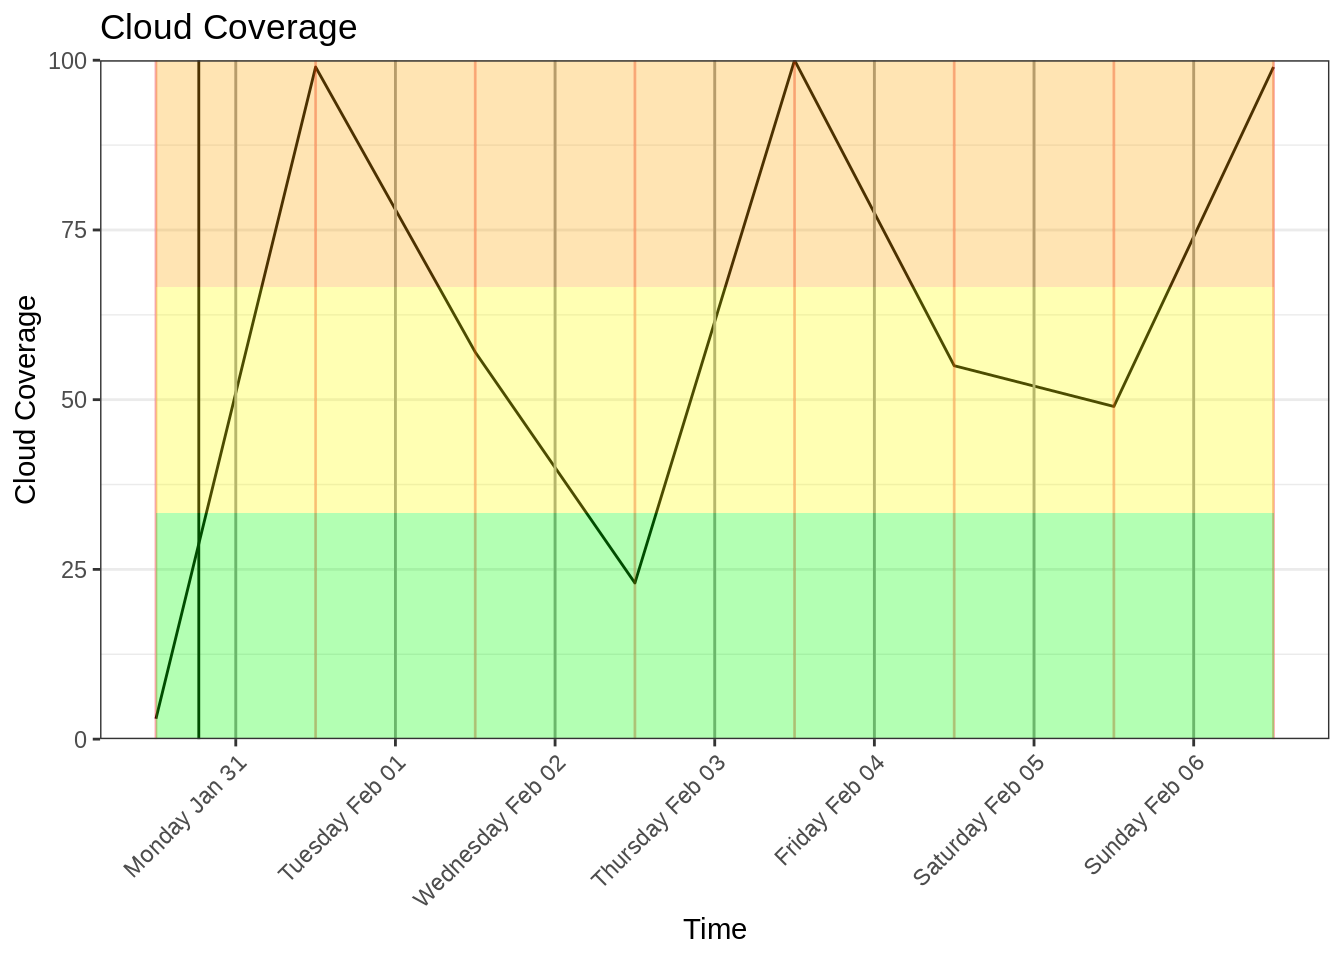 Cloud Coverage
Cloud Coverage
100
75
50
25
0
Monday Jan 31
Tuesday Feb 01
Wednesday Feb 02
Thursday Feb 03
Friday Feb 04
Saturday Feb 05
Sunday Feb 06
Time